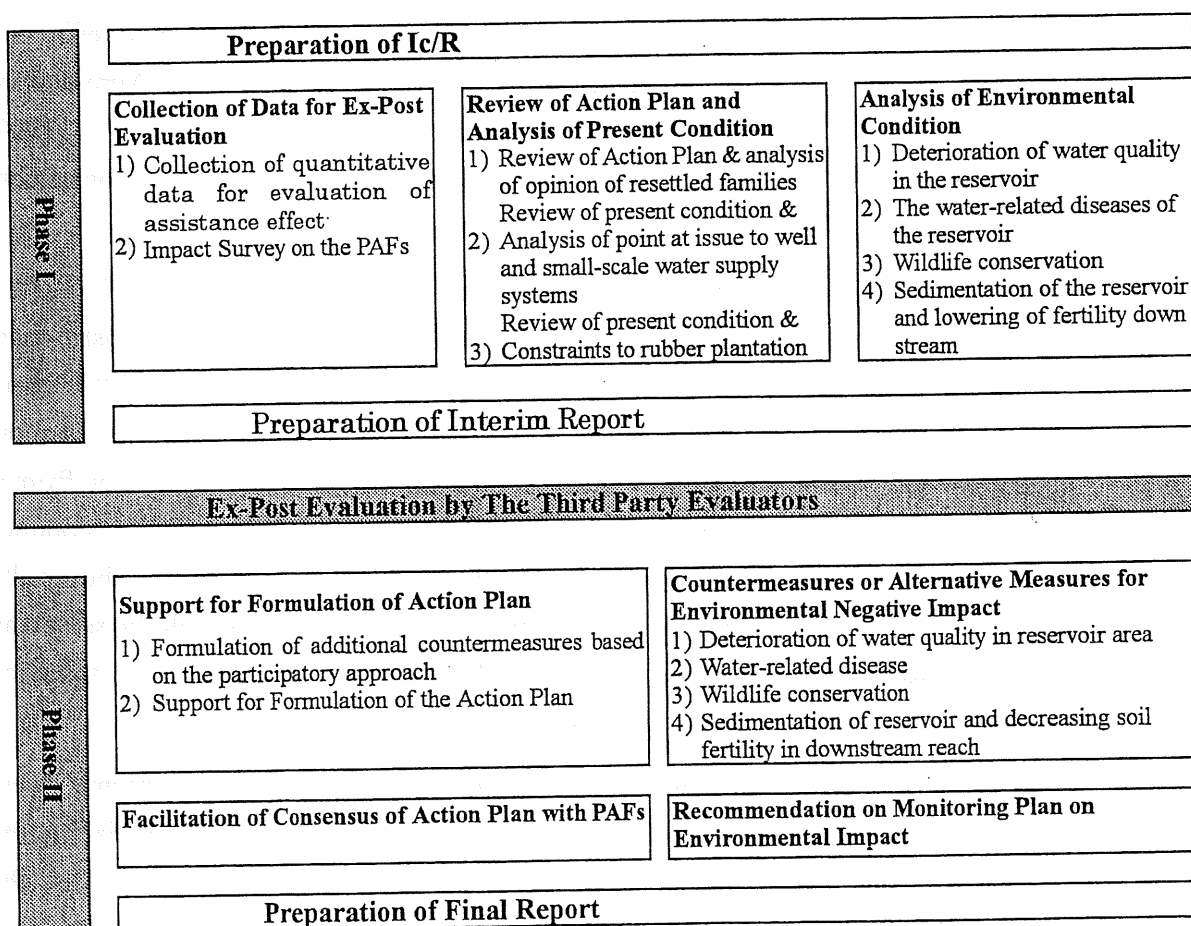 Phase I
Preparation of Ic/R
Collection of Data for Ex-Post
Evaluation
1) Collection of quantitative
data for evaluation of
assistance effect
2) Impact Survey on the PAFs
Review of Action Plan and
Analysis of Present Condition
1) Review of Action Plan & analysis
of opinion of resettled families
Review of present condition &
2) Analysis of point at issue to well
and small-scale water supply
systems
Review of present condition &
3) Constraints to rubber plantation
Analysis of Environmental
Condition
1) Deterioration of water quality
in the reservoir
2) The water-related diseases of
the reservoir
3) Wildlife conservation
4) Sedimentation of the reservoir
and lowering of fertility down
stream
Preparation of Interim Report
Ex-Post Evaluation by The Third Party Evaluators
Phase II
Support for Formulation of Action Plan
1) Formulation of additional countermeasures based
on the participatory approach
2) Support for Formulation of the Action Plan
Countermeasures or Alternative Measures for
Environmental Negative Impact
1) Deterioration of water quality in reservoir area
2) Water-related disease
3) Wildlife conservation
4) Sedimentation of reservoir and decreasing soil
fertility in downstream reach
Facilitation of Consensus of Action Plan with PAFs
Recommendation on Monitoring Plan on
Environmental Impact
Preparation of Final Report